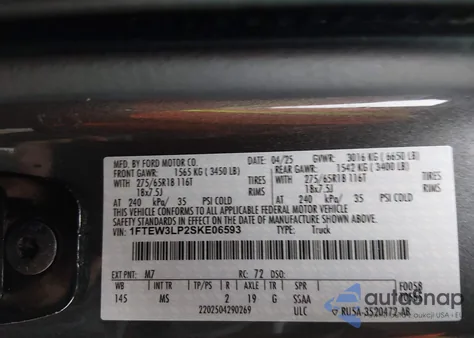 MFD. BY FORD MOTOR CO. DATE: 04/25 GVWR: 3016 KG ( 6650 LB)
FRONT GAWR: 1565 KG ( 3450 LB) REAR GAWR: 1542 KG ( 3400 LB)
WITH 275/65R18 116T TIRES WITH 275/65R18 116T TIRES
18x7.5J RIMS 18x7.5J RIMS
AT 240 kPa/ 35 PSI COLD AT 240 kPa/ 35 PSI COLD
THIS VEHICLE CONFORMS TO ALL APPLICABLE FEDERAL MOTOR VEHICLE
SAFETY STANDARDS IN EFFECT ON THE DATE OF MANUFACTURE SHOWN ABOVE.
VIN: 1FTEW3LP2SKE06593 TYPE: Truck
EXT PNT: M7 RC: 72 DSO:
WB INT TR TP/PS R AXLE TR SPR F0058
145 MS 2 19 G SSAA
2202504290269 ULC RU5A-3520472-AB
autoSnap